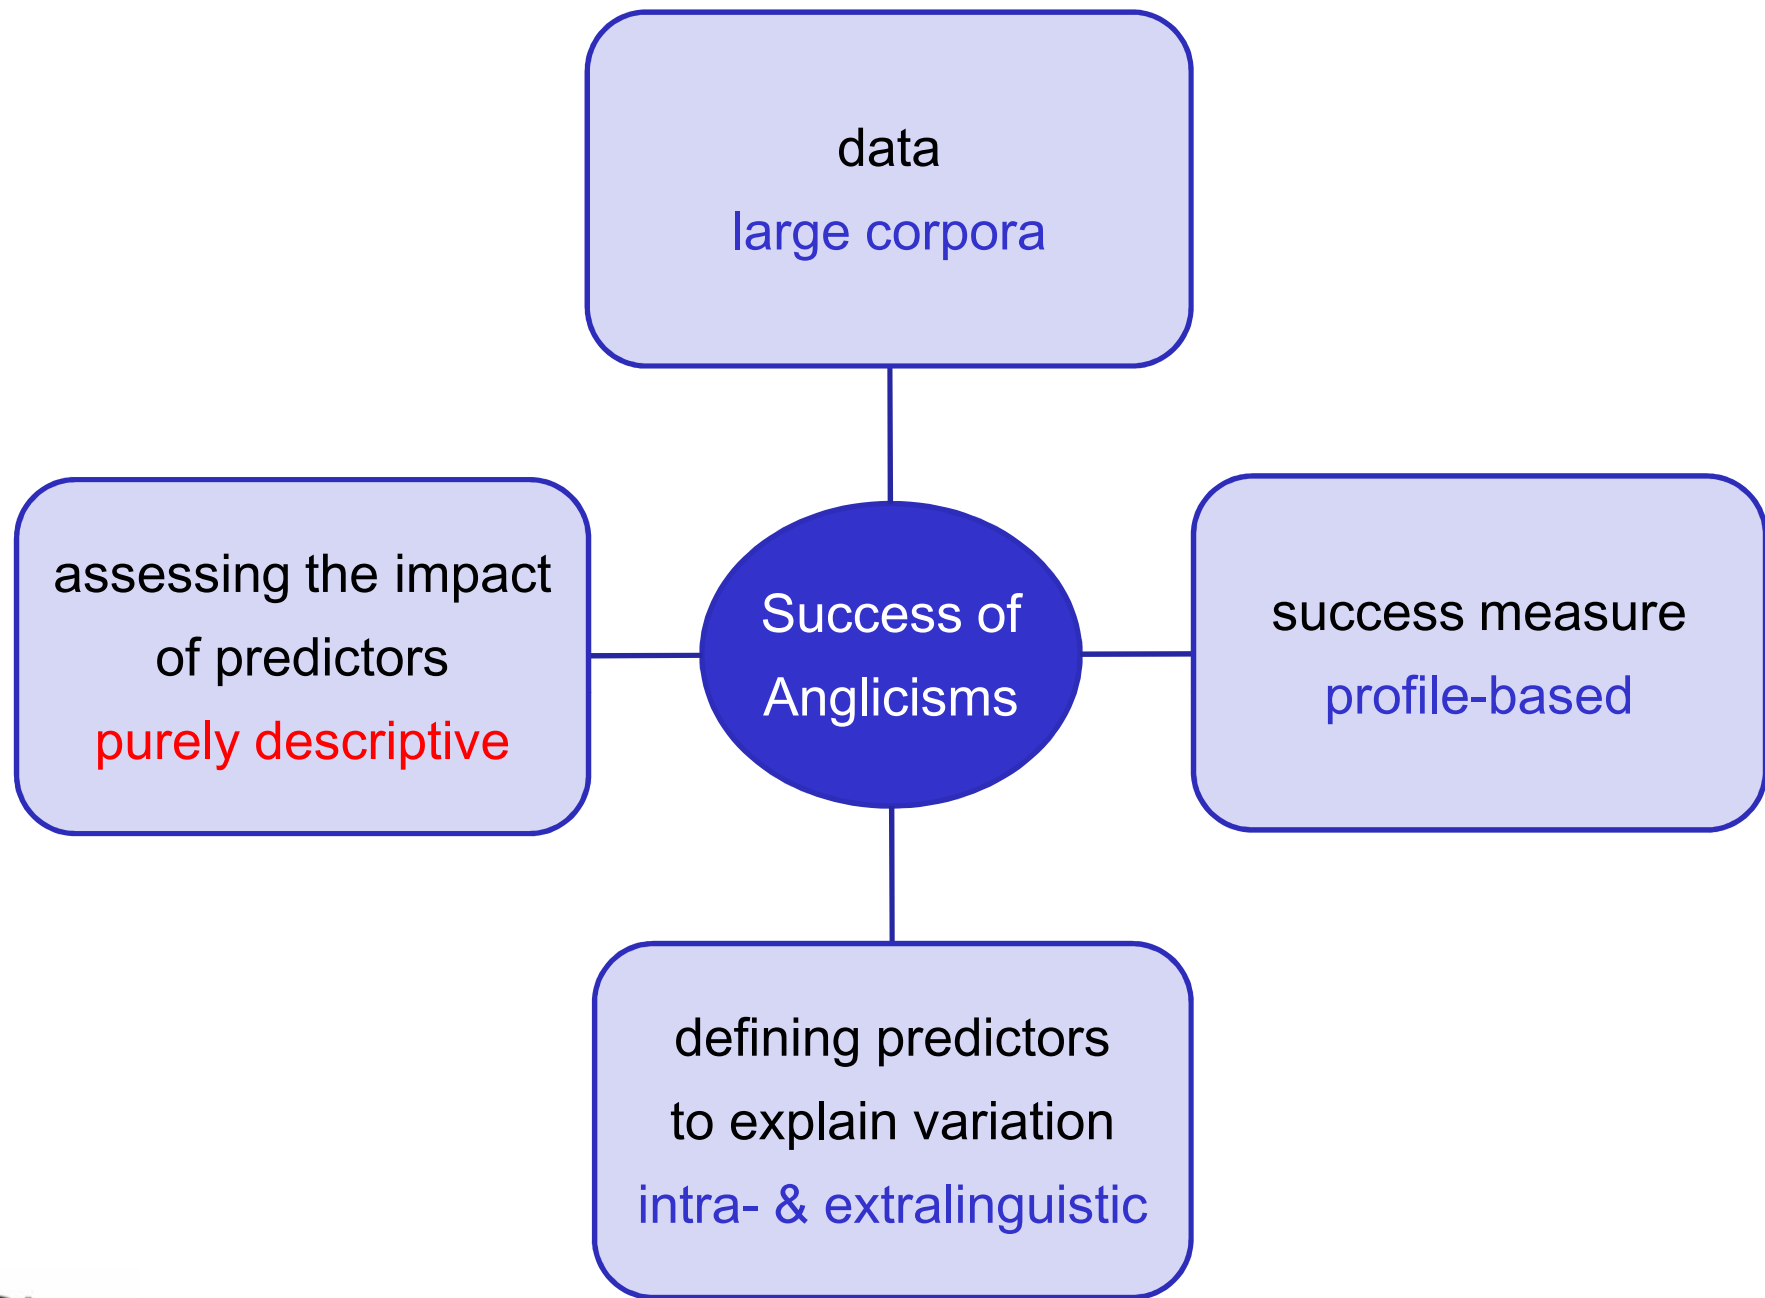 data
large corpora
assessing the impact
of predictors
purely descriptive
Success of
Anglicisms
success measure
profile-based
defining predictors
to explain variation
intra- & extralinguistic